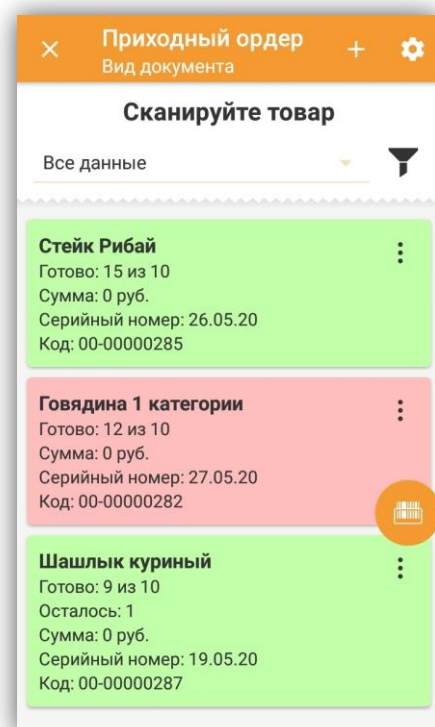 Приходный ордер
Вид документа
Сканируйте товар
Все данные
Стейк Рибай
Готово: 15 из 10
Сумма: 0 руб.
Серийный номер: 26.05.20
Код: 00-00000285
Говядина 1 категории
Готово: 12 из 10
Сумма: 0 руб.
Серийный номер: 27.05.20
Код: 00-00000282
Шашлык куриный
Готово: 9 из 10
Осталось: 1
Сумма: 0 руб.
Серийный номер: 19.05.20
Код: 00-00000287